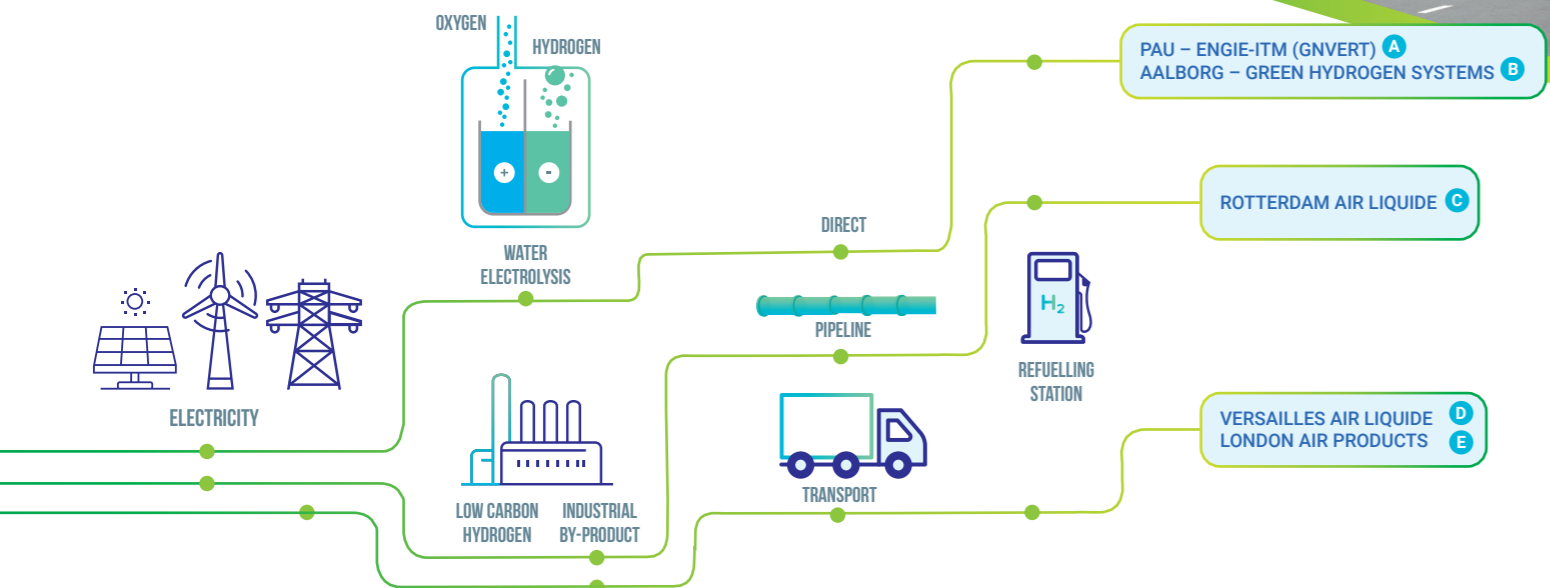 OXYGEN
HYDROGEN
+
-
WATER
ELECTROLYSIS
ELECTRICITY
LOW CARBON
HYDROGEN
INDUSTRIAL
BY-PRODUCT
DIRECT
PIPELINE
TRANSPORT
H2
REFUELLING
STATION
PAU – ENGIE-ITM (GNVERT) A
AALBORG – GREEN HYDROGEN SYSTEMS B
ROTTERDAM AIR LIQUIDE C
VERSAILLES AIR LIQUIDE D
LONDON AIR PRODUCTS E